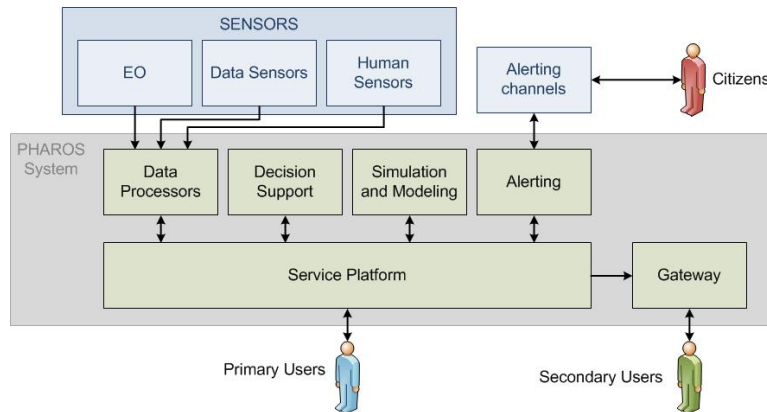 SENSORS
EO
Data Sensors
Human
Sensors
Alerting
channels
Citizens
PHAROS
System
Data
Processors
Decision
Support
Simulation
and Modeling
Alerting
Service Platform
Gateway
Primary Users
Secondary Users